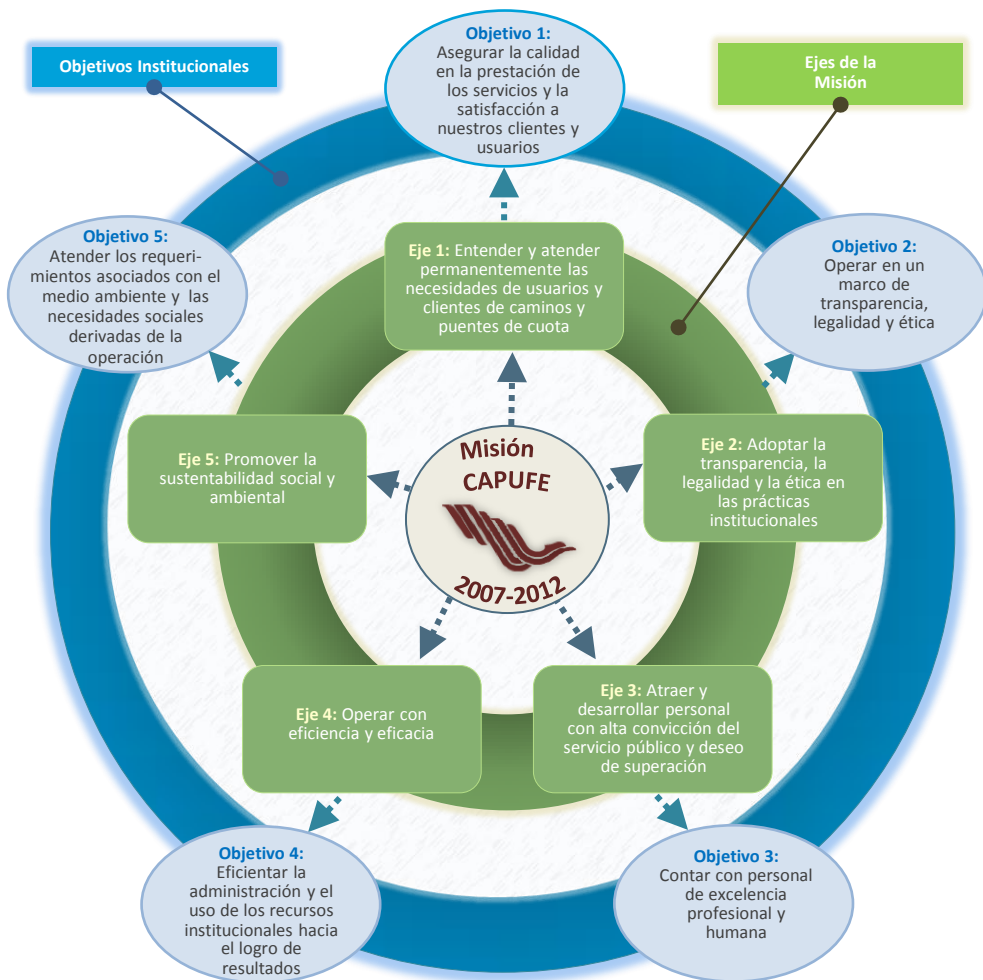 Objetivos Institucionales
Ejes de la
Misión
Objetivo 1:
Asegurar la calidad
en la prestación de
los servicios y la
satisfacción a
nuestros clientes y
usuarios
Objetivo 5:
Atender los requeri-
mientos asociados con el
medio ambiente y las
necesidades sociales
derivadas de la
operación
Eje 1: Entender y atender
permanentemente las
necesidades de usuarios y
clientes de caminos y
puentes de cuota
Objetivo 2:
Operar en un
marco de
transparencia,
legalidad y ética
Eje 5: Promover la
sustentabilidad social y
ambiental
Misión
CAPUFE
2007-2012
Eje 2: Adoptar la
transparencia, la
legalidad y la ética en
las prácticas
institucionales
Eje 4: Operar con
eficiencia y eficacia
Eje 3: Atraer y
desarrollar personal
con alta convicción del
servicio público y deseo
de superación
Objetivo 4:
Eficientar la
administración y el
uso de los recursos
institucionales hacia
el logro de
resultados
Objetivo 3:
Contar con personal
de excelencia
profesional y
humana